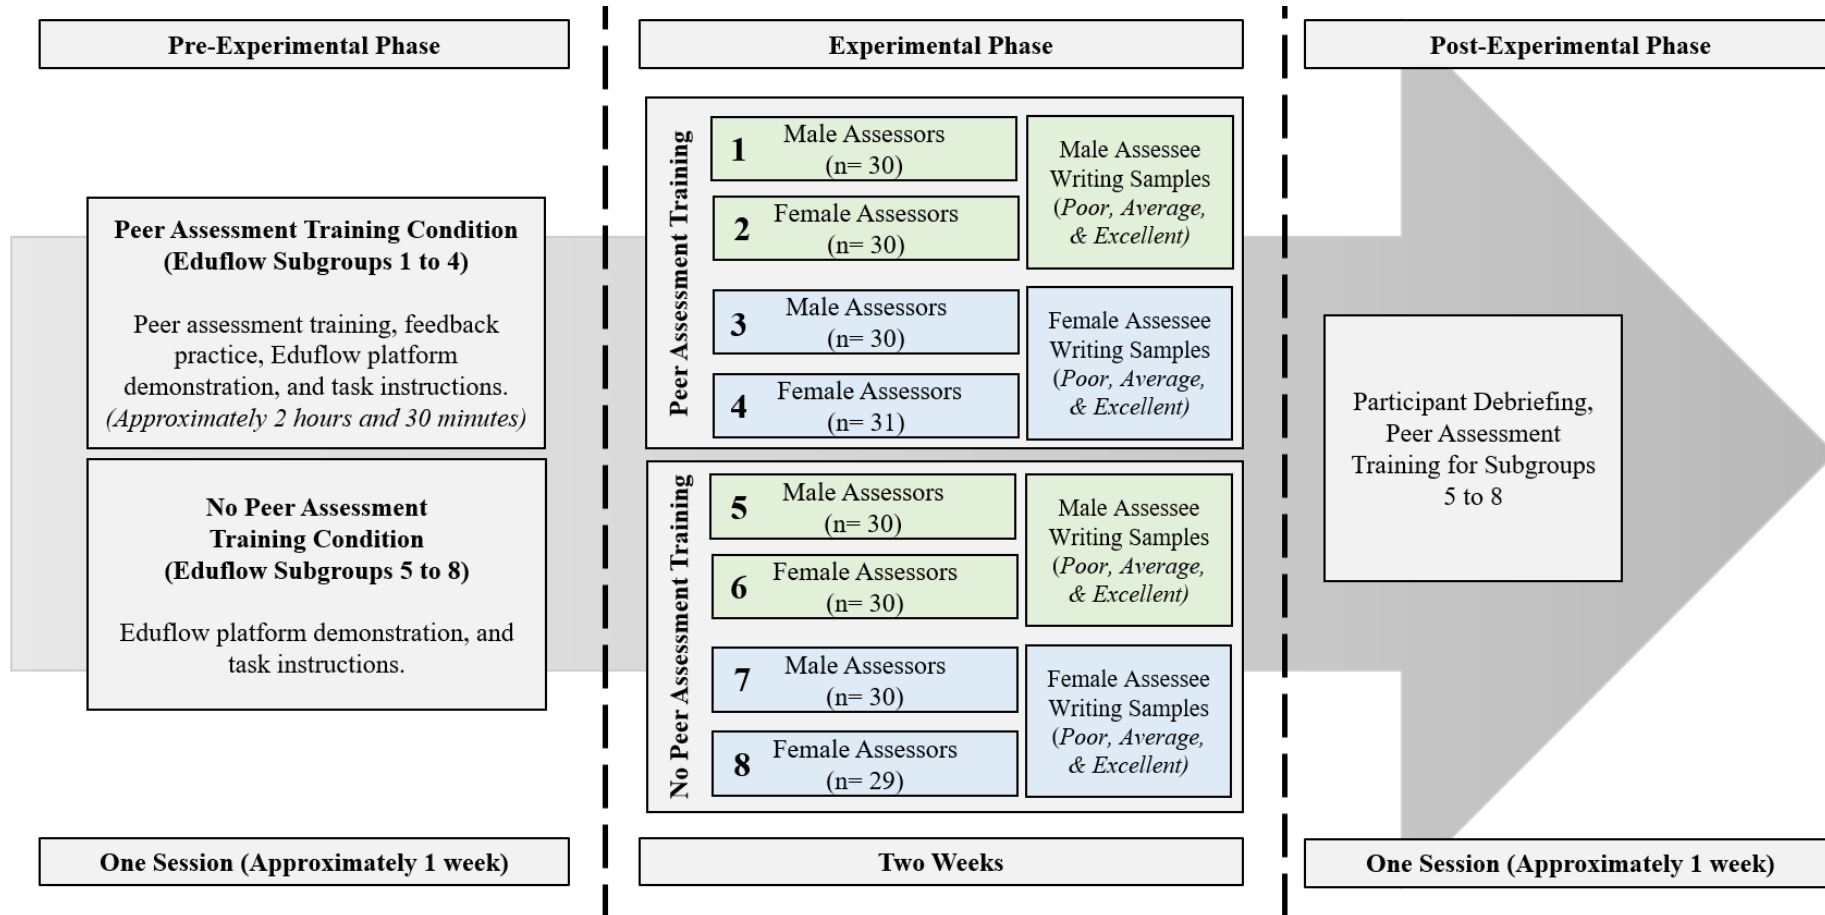 Pre-Experimental Phase
Peer Assessment Training Condition
(Eduflow Subgroups 1 to 4)
Peer assessment training, feedback
practice, Eduflow platform
demonstration, and task instructions.
(Approximately 2 hours and 30 minutes)
No Peer Assessment
Training Condition
(Eduflow Subgroups 5 to 8)
Eduflow platform demonstration, and
task instructions.
One Session (Approximately 1 week)
Experimental Phase
Peer Assessment Training
1
Male Assessors
(n= 30)
2
Female Assessors
(n= 30)
Male Assessee
Writing Samples
(Poor, Average,
& Excellent)
3
Male Assessors
(n= 30)
4
Female Assessors
(n= 31)
Female Assessee
Writing Samples
(Poor, Average,
& Excellent)
No Peer Assessment Training
5
Male Assessors
(n= 30)
6
Female Assessors
(n= 30)
Male Assessee
Writing Samples
(Poor, Average,
& Excellent)
7
Male Assessors
(n= 30)
8
Female Assessors
(n= 29)
Female Assessee
Writing Samples
(Poor, Average,
& Excellent)
Two Weeks
Post-Experimental Phase
Participant Debriefing,
Peer Assessment
Training for Subgroups
5 to 8
One Session (Approximately 1 week)